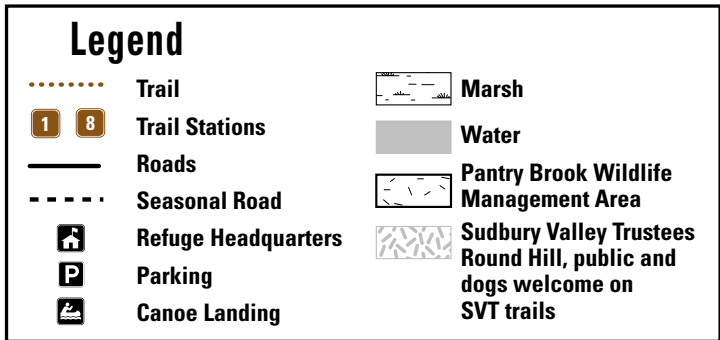 Legend
Trail
1 8 Trail Stations
Roads
Seasonal Road
Refuge Headquarters
P Parking
Canoe Landing
Marsh
Water
Pantry Brook Wildlife
Management Area
Sudbury Valley Trustees
Round Hill, public and
dogs welcome on
SVT trails